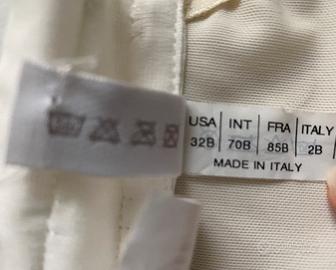 USA INT FRA ITALY
32B 70B 85B 2B
MADE IN ITALY